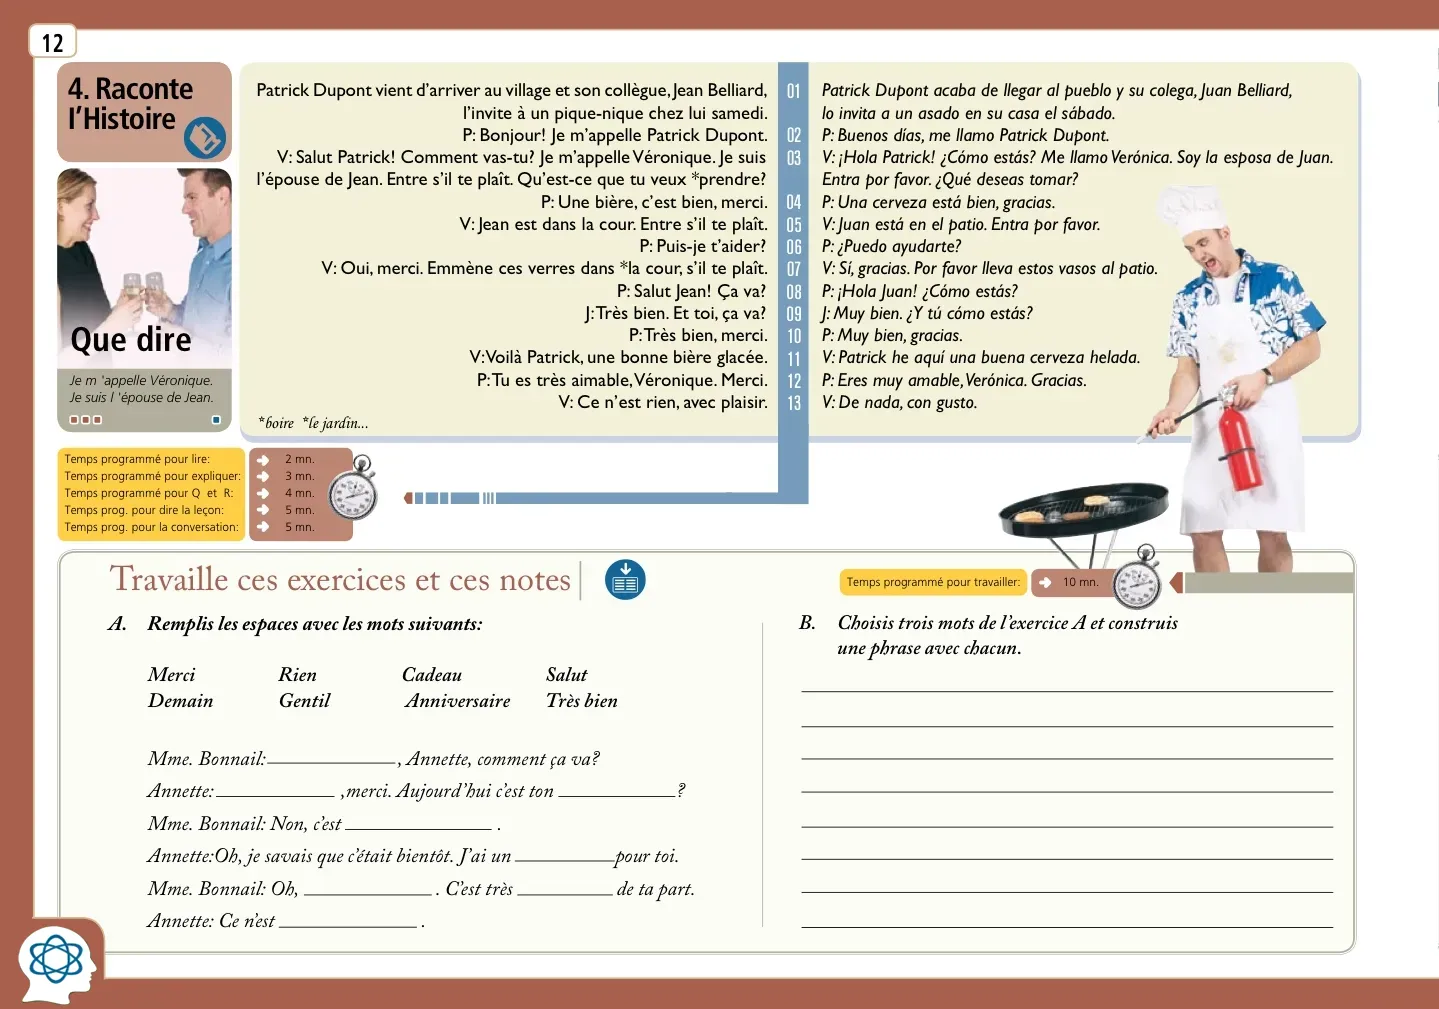 12
4. Raconte
l'Histoire
Que dire
Je m 'appelle Véronique.
Je suis l 'épouse de Jean.
Patrick Dupont vient d'arriver au village et son collègue, Jean Belliard,
l'invite à un pique-nique chez lui samedi.
P: Bonjour! Je m'appelle Patrick Dupont.
V: Salut Patrick! Comment vas-tu? Je m'appelle Véronique. Je suis
l'épouse de Jean. Entre s'il te plaît. Qu'est-ce que tu veux *prendre?
P: Une bière, c'est bien, merci.
V: Jean est dans la cour. Entre s'il te plaît.
P: Puis-je t'aider?
V: Oui, merci. Emmène ces verres dans *la cour, s'il te plaît.
P: Salut Jean! Ça va?
J: Très bien. Et toi, ça va?
P: Très bien, merci.
V: Voilà Patrick, une bonne bière glacée.
P: Tu es très aimable, Véronique. Merci.
V: Ce n'est rien, avec plaisir.
*boire *le jardin...
01
02
03
04
05
06
07
08
09
10
11
12
13
Patrick Dupont acaba de llegar al pueblo y su colega, Juan Belliard,
lo invita a un asado en su casa el sábado.
P: Buenos días, me llamo Patrick Dupont.
V: ¡Hola Patrick! ¿Cómo estás? Me llamo Verónica. Soy la esposa de Juan.
Entra por favor. ¿Qué deseas tomar?
P: Una cerveza está bien, gracias.
V: Juan está en el patio. Entra por favor.
P: ¿Puedo ayudarte?
V: Sí, gracias. Por favor lleva estos vasos al patio.
P: ¡Hola Juan! ¿Cómo estás?
J: Muy bien. ¿Y tú cómo estás?
P: Muy bien, gracias.
V: Patrick he aquí una buena cerveza helada.
P: Eres muy amable, Verónica. Gracias.
V: De nada, con gusto.
Temps programmé pour lire: 2 mn.
Temps programmé pour expliquer: 3 mn.
Temps programmé pour Q et R: 4 mn.
Temps prog. pour dire la leçon: 5 mn.
Temps prog. pour la conversation: 5 mn.
Travaille ces exercices et ces notes
Temps programmé pour travailler: 10 mn.
A. Remplis les espaces avec les mots suivants:
Merci Rien Cadeau Salut
Demain Gentil Anniversaire Très bien
Mme. Bonnail:____________, Annette, comment ça va?
Annette:____________ ,merci. Aujourd'hui c'est ton ____________?
Mme. Bonnail: Non, c'est ______________ .
Annette:Oh, je savais que c'était bientôt. J'ai un __________pour toi.
Mme. Bonnail: Oh, ____________ . C'est très __________ de ta part.
Annette: Ce n'est ______________ .
B. Choisis trois mots de l'exercice A et construis
une phrase avec chacun.